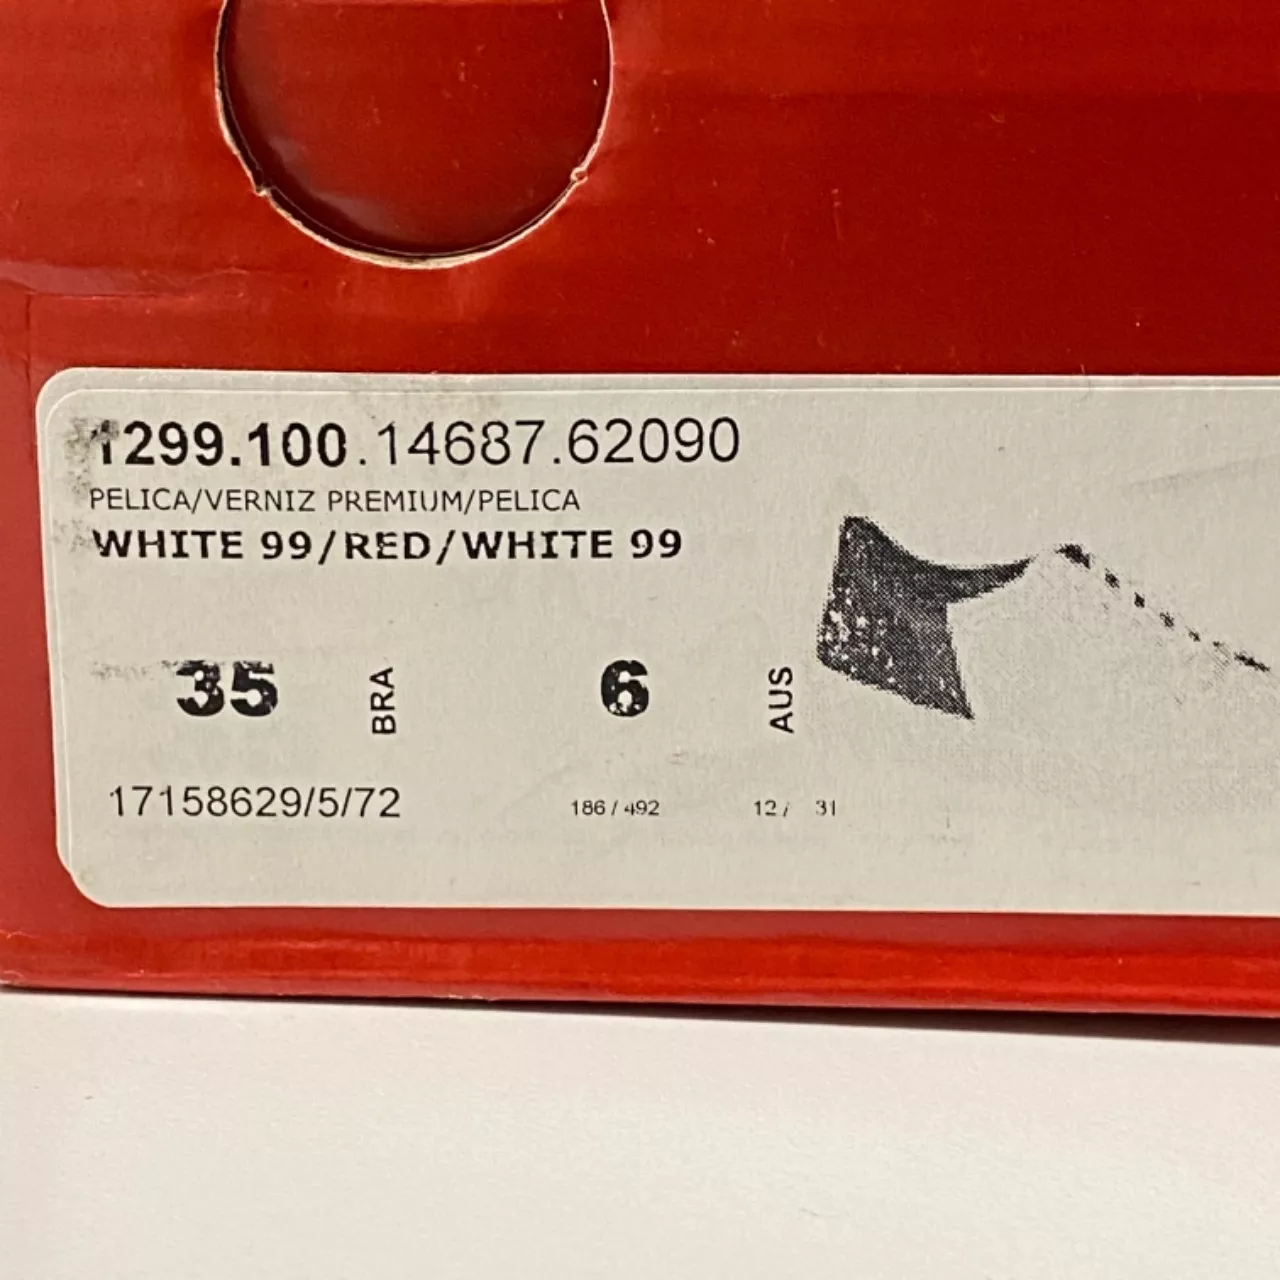 1299.100.14687.62090
PELICA/VERNIZ PREMIUM/PELICA
WHITE 99/RED/WHITE 99
35 BRA 6 AUS
17158629/5/72 186 / 492 12 / 31